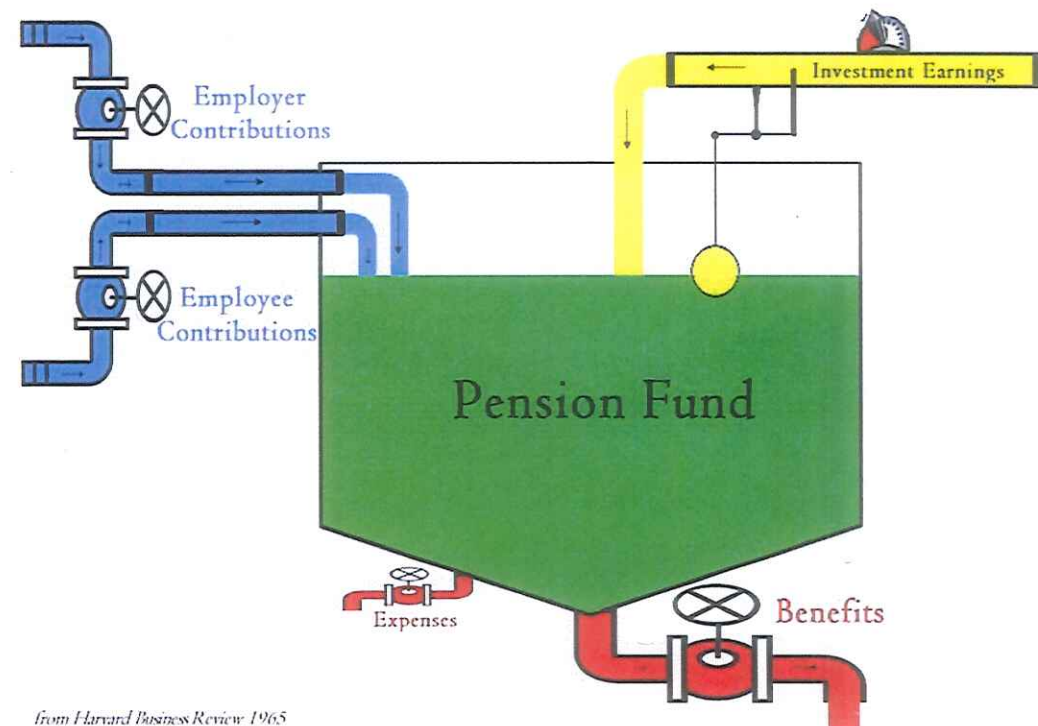 Employer
Contributions
Investment Earnings
Employee
Contributions
Pension Fund
Expenses
Benefits
from Harvard Business Review 1965